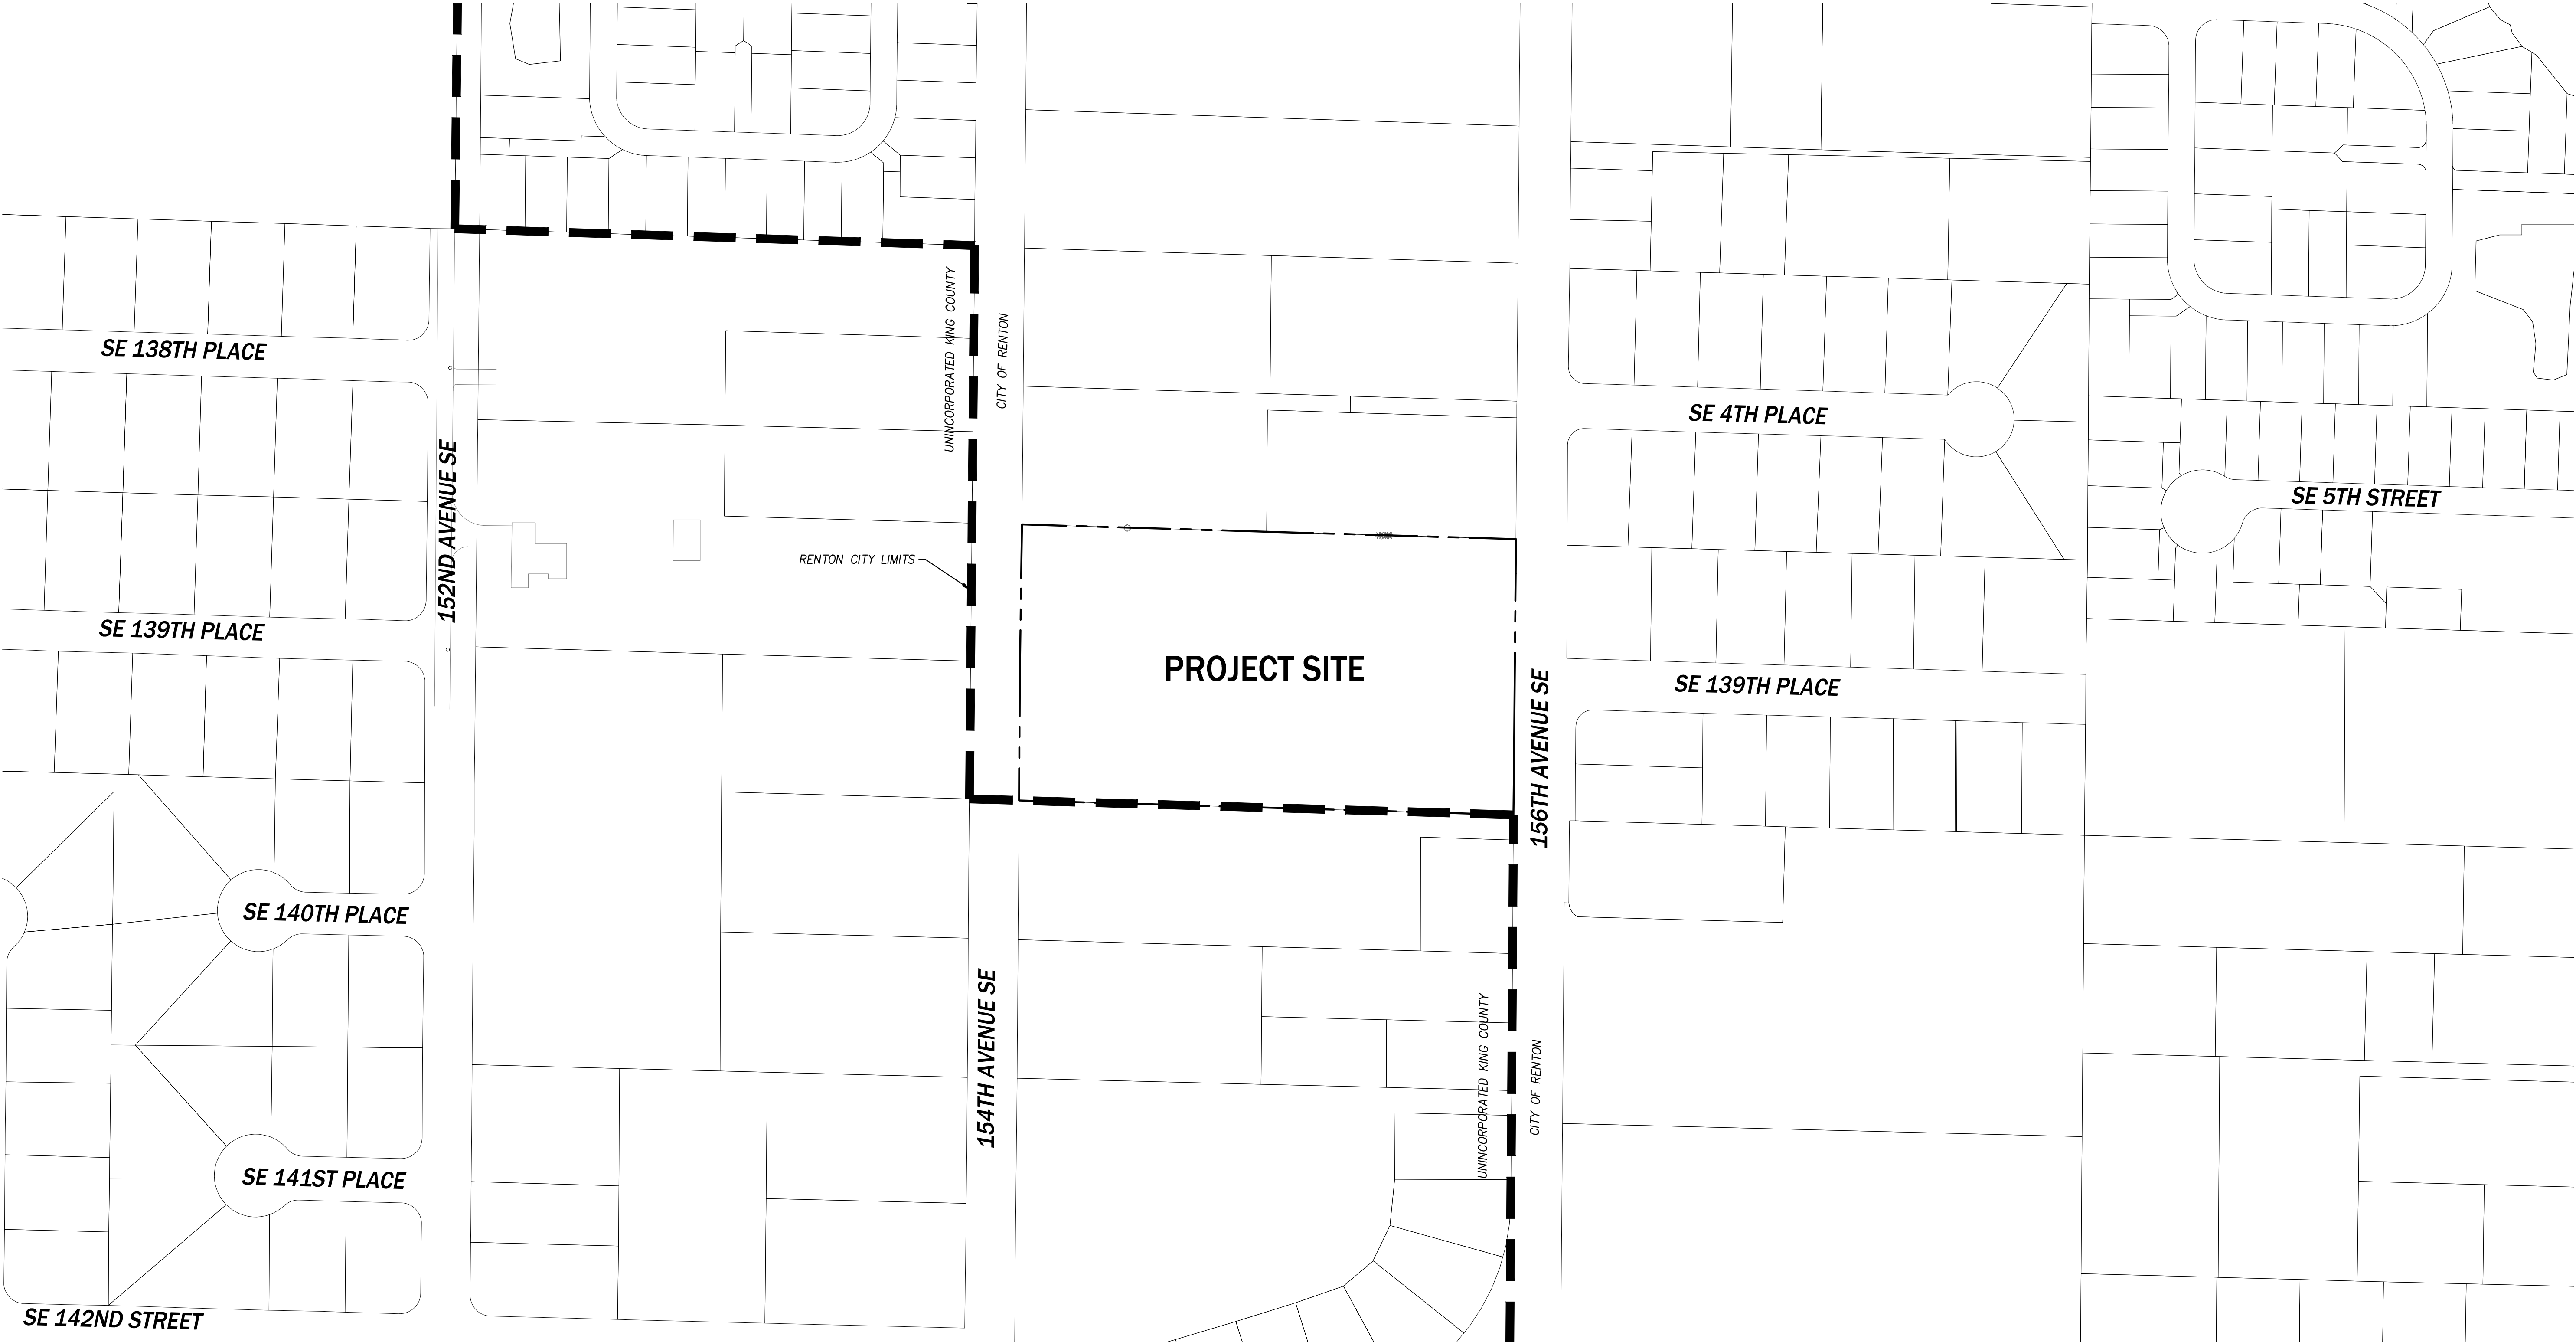 UNINCORPORATED KING COUNTY
CITY OF RENTON
SE 138TH PLACE
SE 4TH PLACE
152ND AVENUE SE
SE 5TH STREET
RENTON CITY LIMITS
SE 139TH PLACE
PROJECT SITE
SE 139TH PLACE
156TH AVENUE SE
SE 140TH PLACE
154TH AVENUE SE
UNINCORPORATED KING COUNTY
CITY OF RENTON
SE 141ST PLACE
SE 142ND STREET